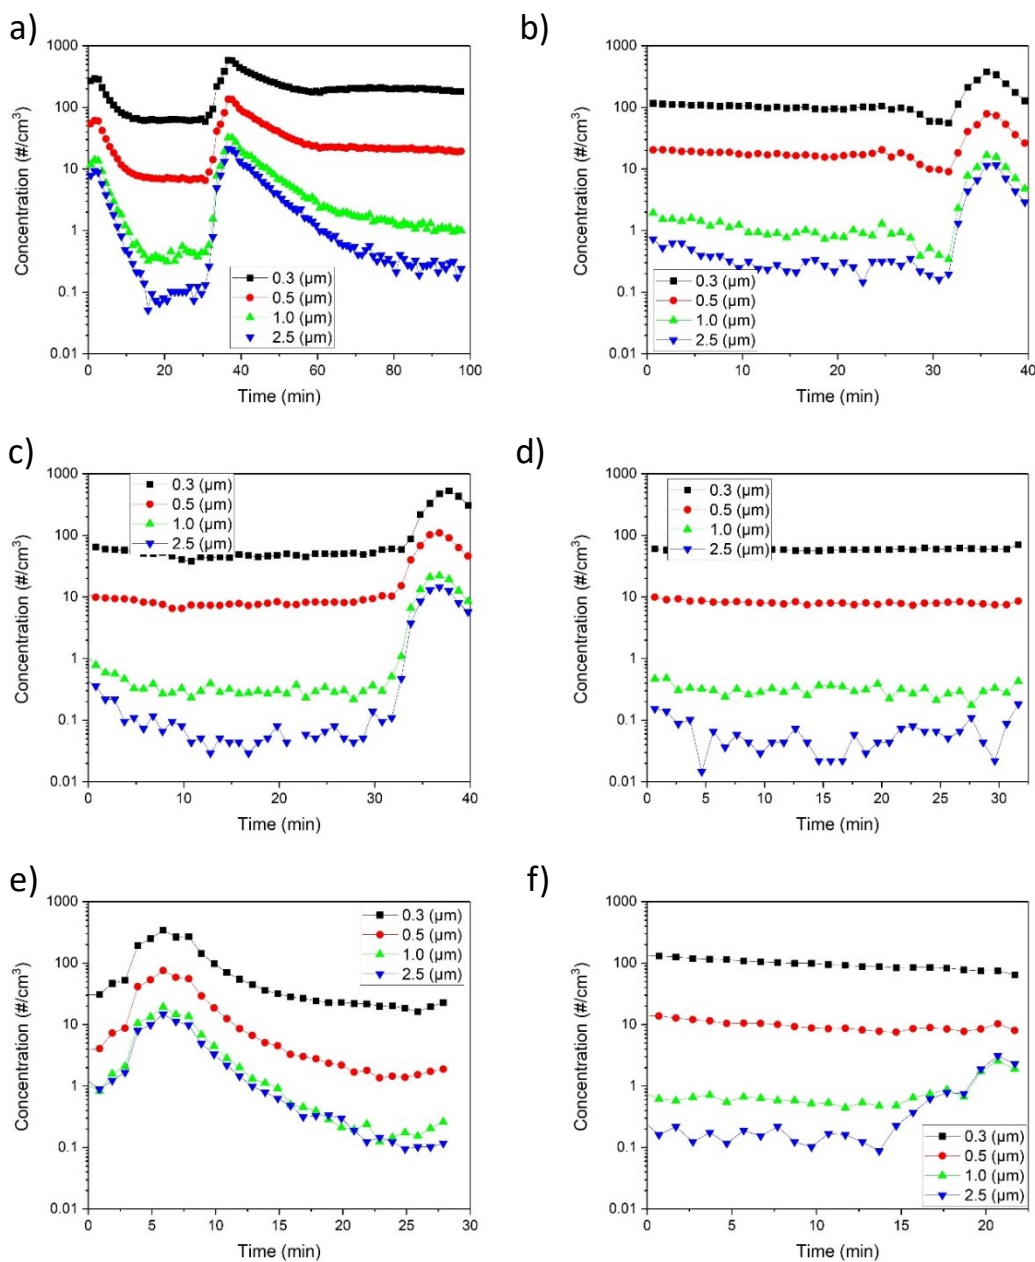 a)
1000
100
10
1
0.1
0.01
Concentration (#/cm³)
0.3 (µm)
0.5 (µm)
1.0 (µm)
2.5 (µm)
0 20 40 60 80 100
Time (min)
b)
1000
100
10
1
0.1
0.01
Concentration (#/cm³)
0.3 (µm)
0.5 (µm)
1.0 (µm)
2.5 (µm)
0 10 20 30 40
Time (min)
c)
1000
100
10
1
0.1
0.01
Concentration (#/cm³)
0.3 (µm)
0.5 (µm)
1.0 (µm)
2.5 (µm)
0 10 20 30 40
Time (min)
d)
1000
100
10
1
0.1
0.01
Concentration (#/cm³)
0.3 (µm)
0.5 (µm)
1.0 (µm)
2.5 (µm)
0 5 10 15 20 25 30
Time (min)
e)
1000
100
10
1
0.1
0.01
Concentration (#/cm³)
0.3 (µm)
0.5 (µm)
1.0 (µm)
2.5 (µm)
0 5 10 15 20 25 30
Time (min)
f)
1000
100
10
1
0.1
0.01
Concentration (#/cm³)
0.3 (µm)
0.5 (µm)
1.0 (µm)
2.5 (µm)
0 5 10 15 20
Time (min)